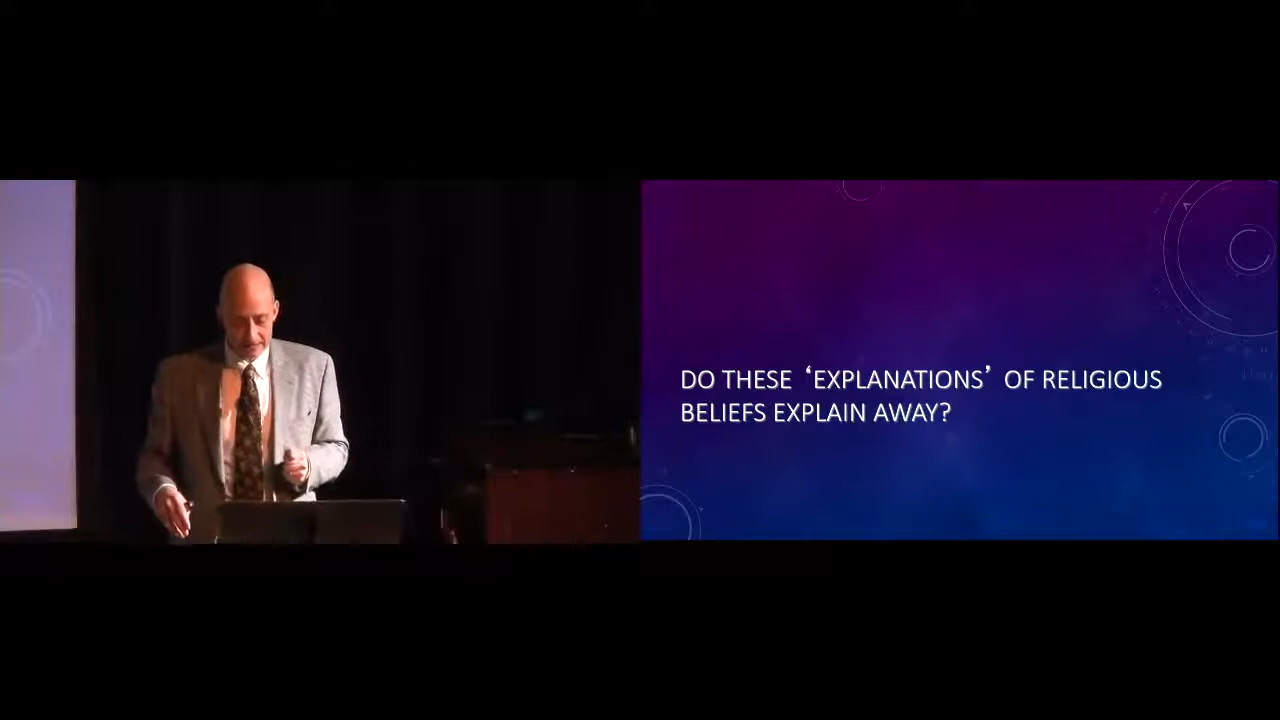 DO THESE ‘EXPLANATIONS’ OF RELIGIOUS
BELIEFS EXPLAIN AWAY?